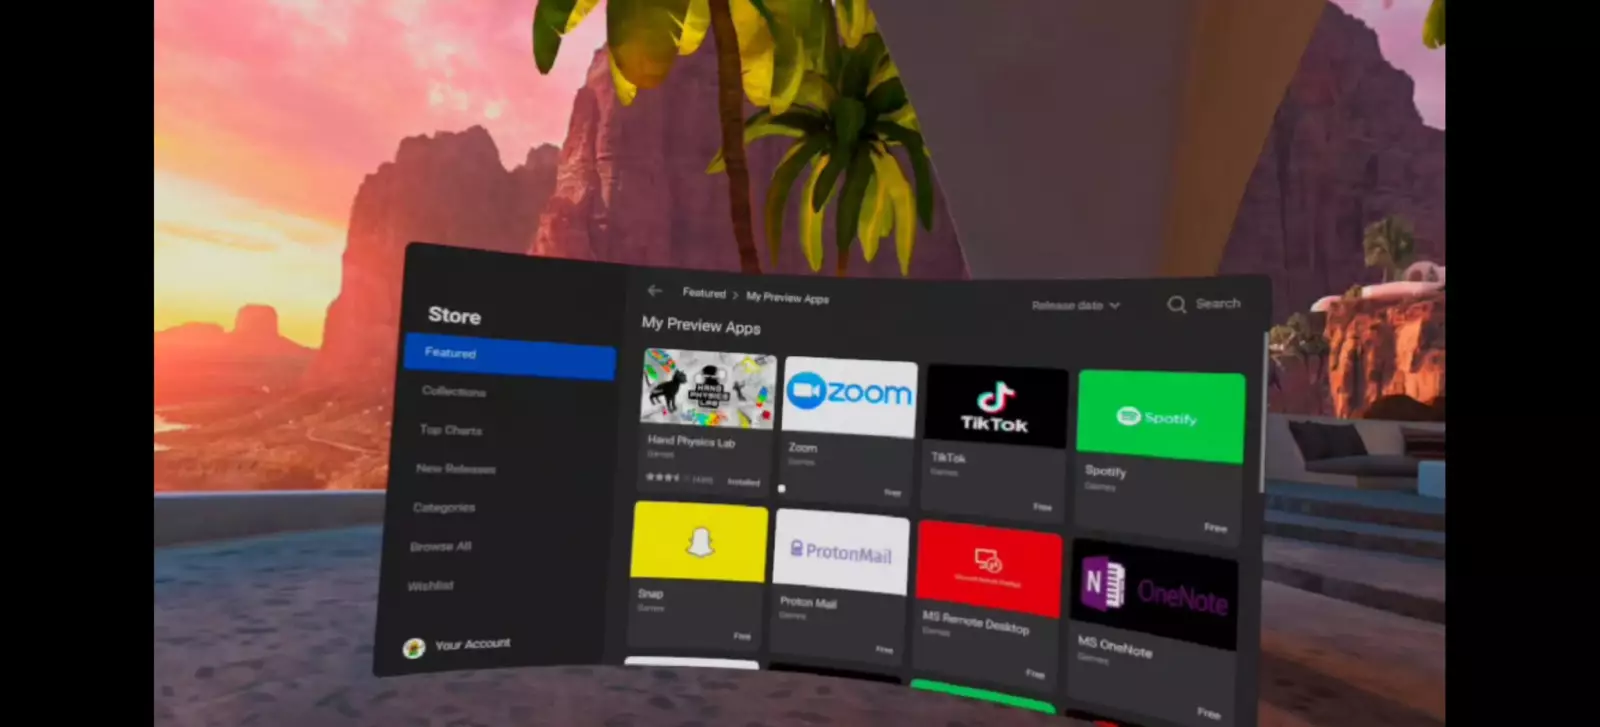 Store
Featured
Collections
Top Charts
New Releases
Categories
Browse All
Wishlist
Your Account
Featured > My Preview Apps
Release date
Search
My Preview Apps
HAND PHYSICS LAB
Hand Physics Lab
Games
Installed
zoom
Zoom
Games
Free
TikTok
TikTok
Games
Free
Spotify
Spotify
Games
Free
Snap
Games
Free
ProtonMail
Proton Mail
Games
Free
MS Remote Desktop
Games
Free
N
OneNote
MS OneNote
Games
Free